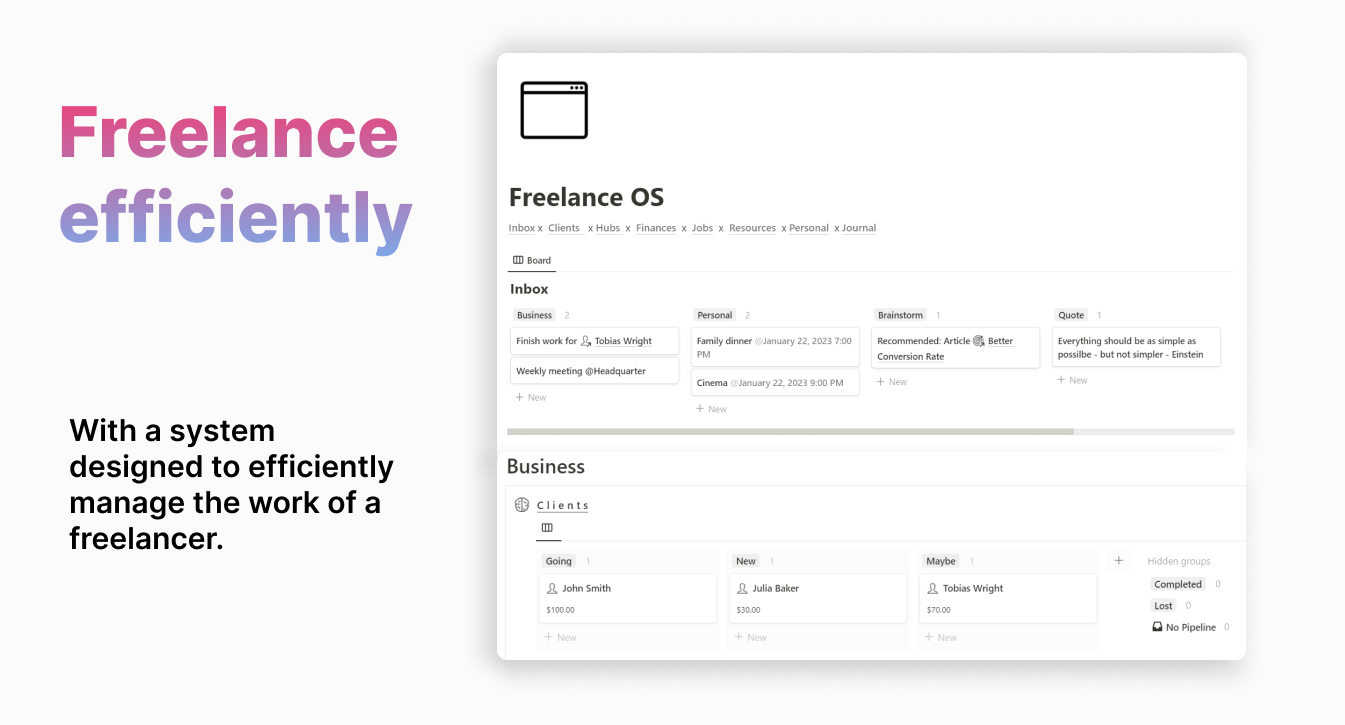 Freelance
efficiently
With a system
designed to efficiently
manage the work of a
freelancer.
Freelance OS
Inbox x Clients x Hubs x Finances x Jobs x Resources x Personal x Journal
Board
Inbox
Business 2
Finish work for Tobias Wright
Weekly meeting @Headquarter
+ New
Personal 2
Family dinner @January 22, 2023 7:00
PM
Cinema @January 22, 2023 9:00 PM
+ New
Brainstorm 1
Recommended: Article Better
Conversion Rate
+ New
Quote 1
Everything should be as simple as
possilbe - but not simpler - Einstein
+ New
Business
Clients
Going 1
John Smith
$100.00
+ New
New 1
Julia Baker
$30.00
+ New
Maybe 1
Tobias Wright
$70.00
+ New
+
Hidden groups
Completed 0
Lost 0
No Pipeline 0